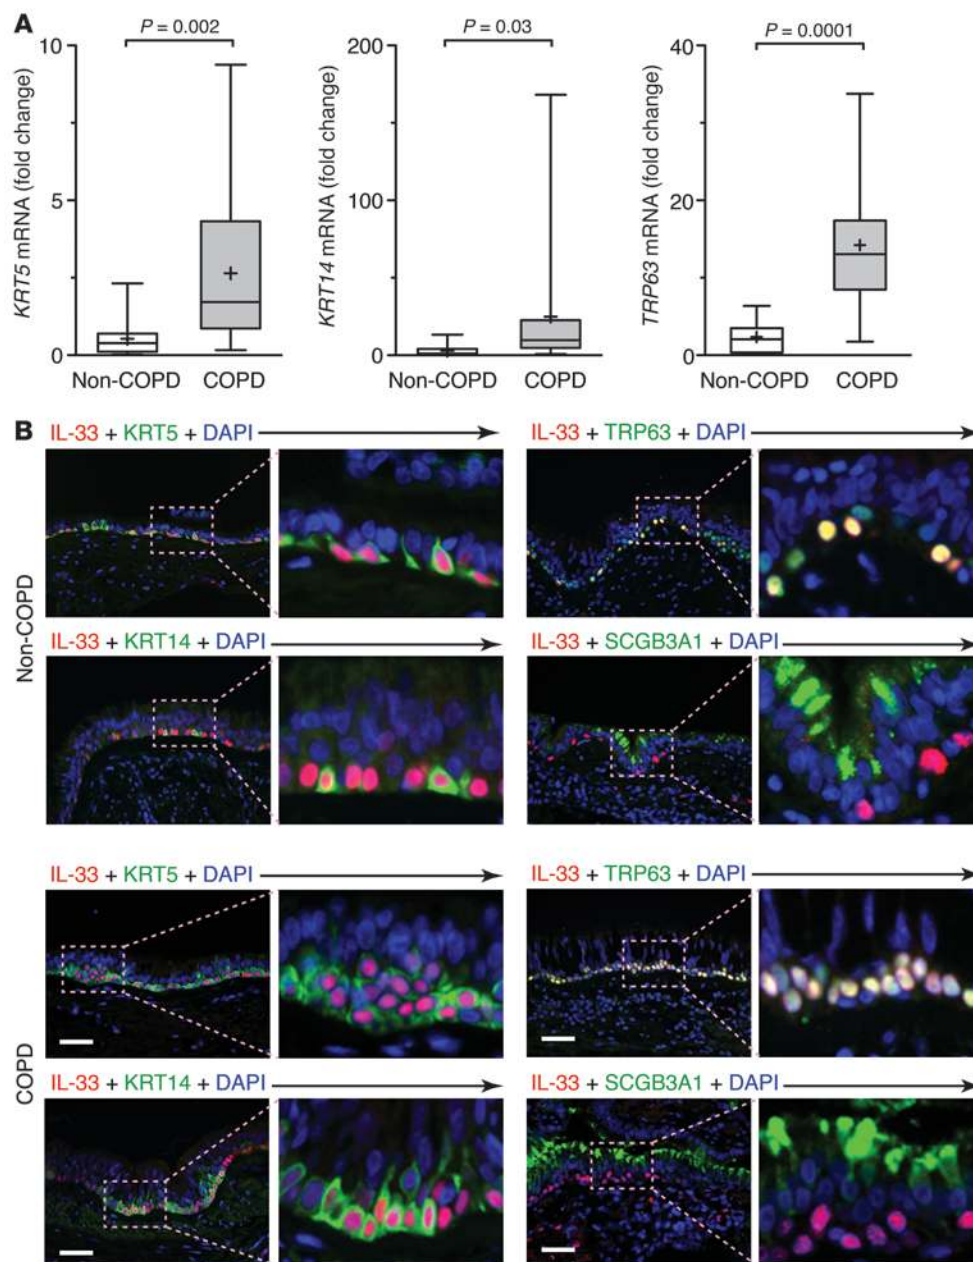 A
P = 0.002
P = 0.03
P = 0.0001
KRT5 mRNA (fold change)
10
5
0
Non-COPD COPD
KRT14 mRNA (fold change)
200
100
0
Non-COPD COPD
TRP63 mRNA (fold change)
40
20
0
Non-COPD COPD
B
Non-COPD
IL-33 + KRT5 + DAPI
IL-33 + TRP63 + DAPI
IL-33 + KRT14 + DAPI
IL-33 + SCGB3A1 + DAPI
COPD
IL-33 + KRT5 + DAPI
IL-33 + TRP63 + DAPI
IL-33 + KRT14 + DAPI
IL-33 + SCGB3A1 + DAPI